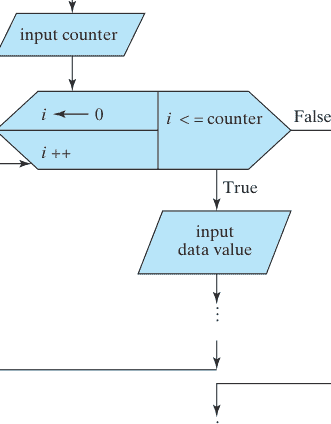 input counter
i ← 0
i ++
i < = counter
False
True
input
data value
⋮